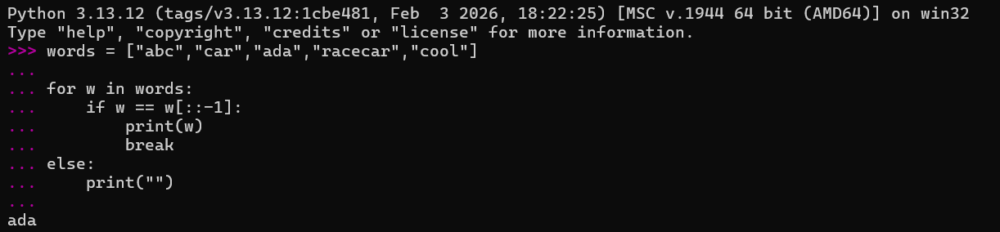 Python 3.13.12 (tags/v3.13.12:1cbe481, Feb  3 2026, 18:22:25) [MSC v.1944 64 bit (AMD64)] on win32
Type "help", "copyright", "credits" or "license" for more information.
>>> words = ["abc","car","ada","racecar","cool"]
...
... for w in words:
...     if w == w[::-1]:
...         print(w)
...         break
... else:
...     print("")
...
ada